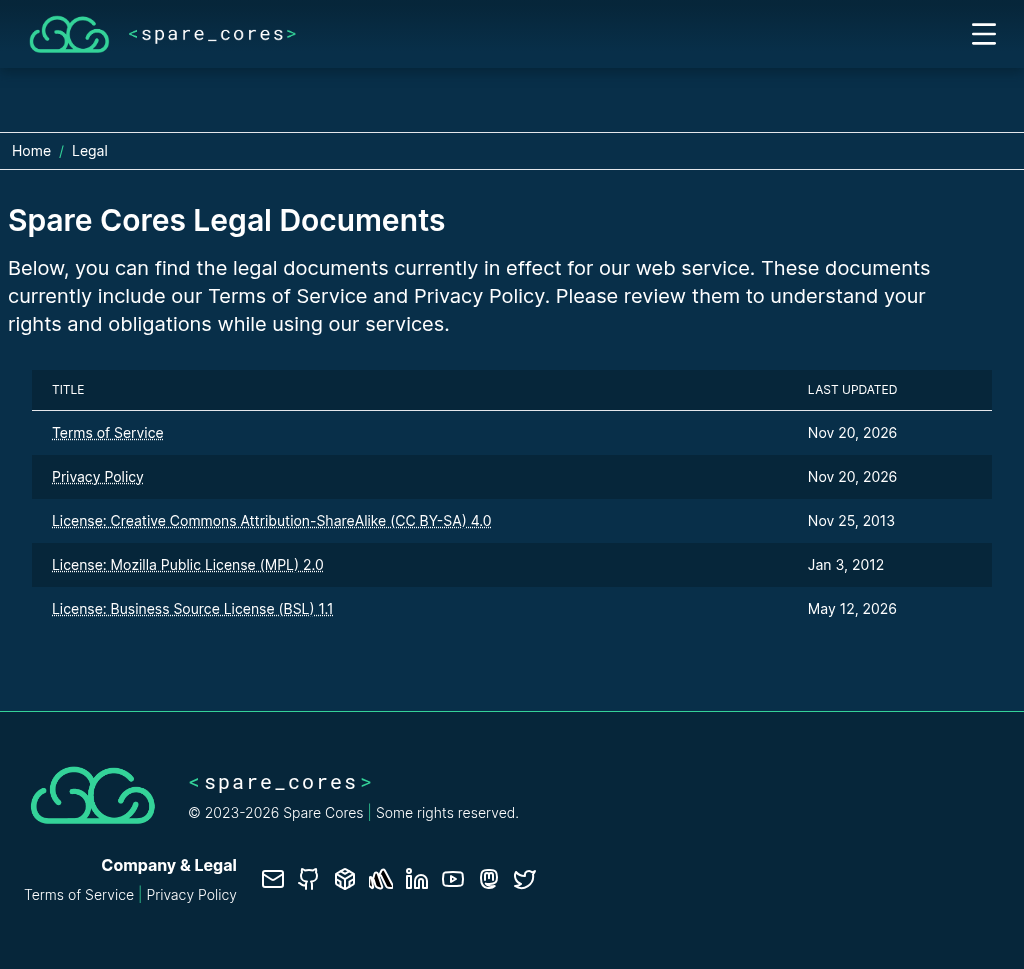 <spare_cores>
Home / Legal
Spare Cores Legal Documents
Below, you can find the legal documents currently in effect for our web service. These documents
currently include our Terms of Service and Privacy Policy. Please review them to understand your
rights and obligations while using our services.
TITLE LAST UPDATED
Terms of Service Nov 20, 2026
Privacy Policy Nov 20, 2026
License: Creative Commons Attribution-ShareAlike (CC BY-SA) 4.0 Nov 25, 2013
License: Mozilla Public License (MPL) 2.0 Jan 3, 2012
License: Business Source License (BSL) 1.1 May 12, 2026
<spare_cores>
© 2023-2026 Spare Cores | Some rights reserved.
Company & Legal
Terms of Service | Privacy Policy